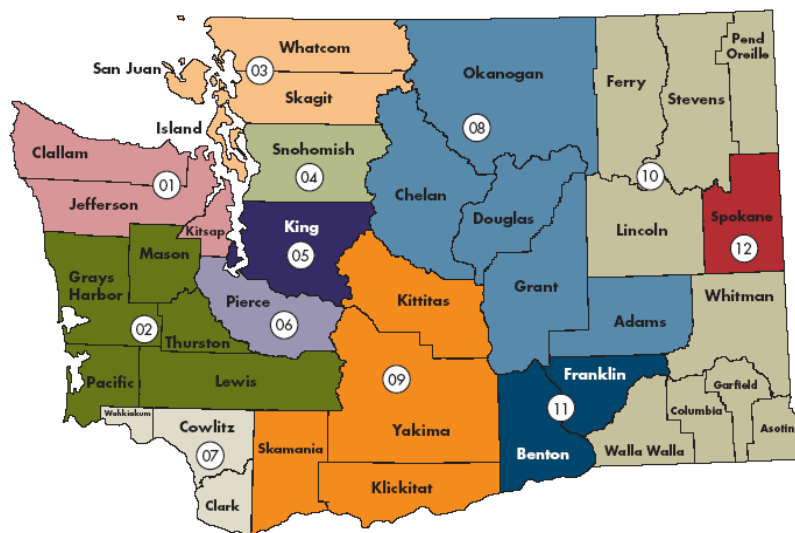 Whatcom
Pend
Oreille
San Juan
03
Okanogan
Ferry
Stevens
Skagit
Island
08
Snohomish
Clallam
04
01
10
Chelan
Jefferson
Douglas
Spokane
King
Kitsap
Lincoln
12
Mason
05
Grays
Harbor
Kittitas
Grant
Whitman
Pierce
06
Adams
02
Thurston
Franklin
Pacific
Lewis
09
Garfield
Wahkiakum
Cowlitz
11
Columbia
Asotin
Yakima
Skamania
Benton
Walla Walla
07
Klickitat
Clark